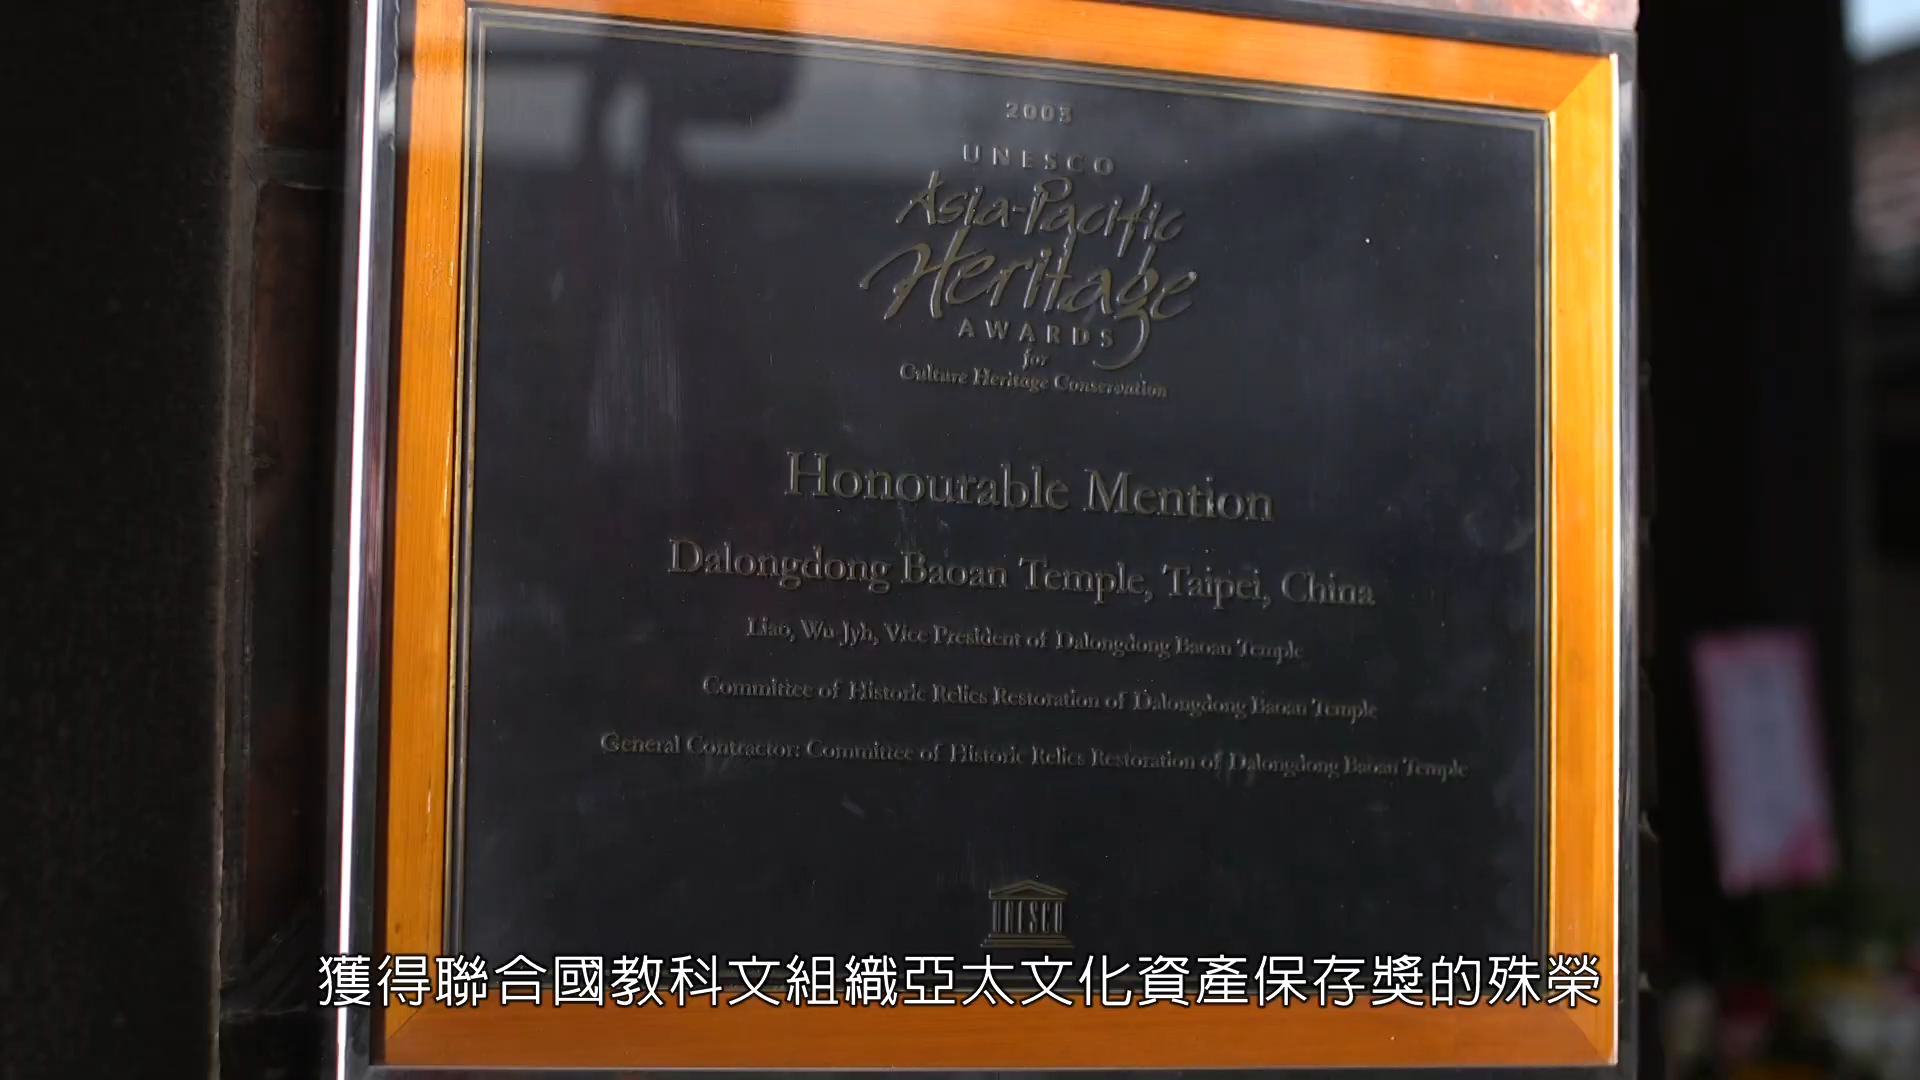 2003
UNESCO
Asia-Pacific
Heritage
AWARDS
for
Culture Heritage Conservation
Honourable Mention
Dalongdong Baoan Temple, Taipei, China
Liao, Wu-Jyh, Vice President of Dalongdong Baoan Temple
Committee of Historic Relics Restoration of Dalongdong Baoan Temple
General Contractor: Committee of Historic Relics Restoration of Dalongdong Baoan Temple
UNESCO
獲得聯合國教科文組織亞太文化資產保存獎的殊榮